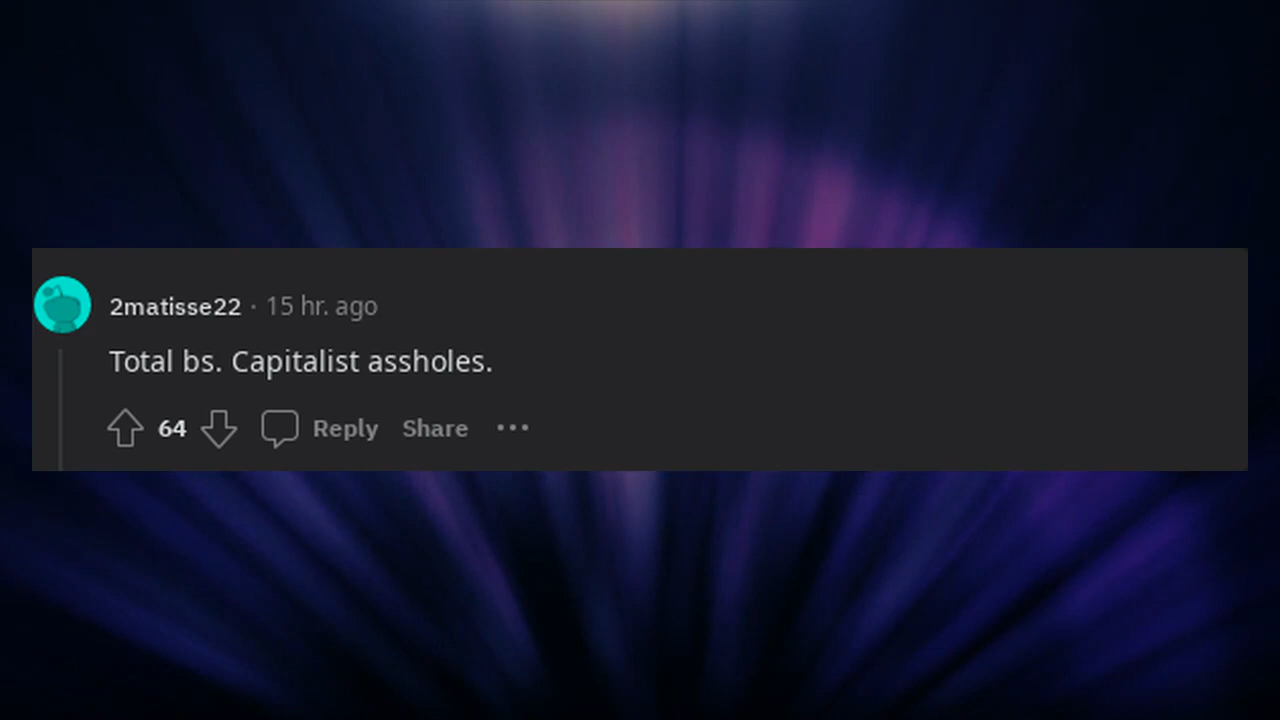 2matisse22 · 15 hr. ago
Total bs. Capitalist assholes.
64 Reply Share ···